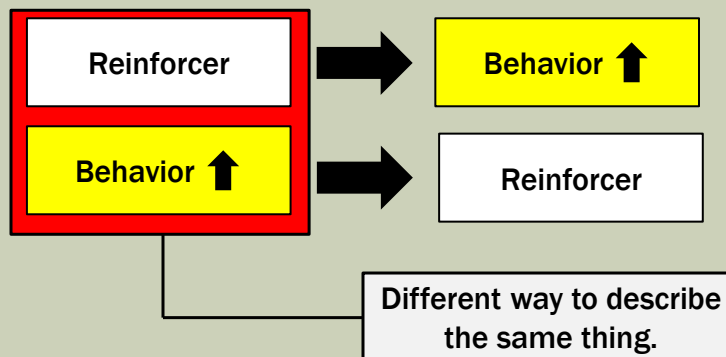 Reinforcer
Behavior
Behavior
Reinforcer
Different way to describe
the same thing.